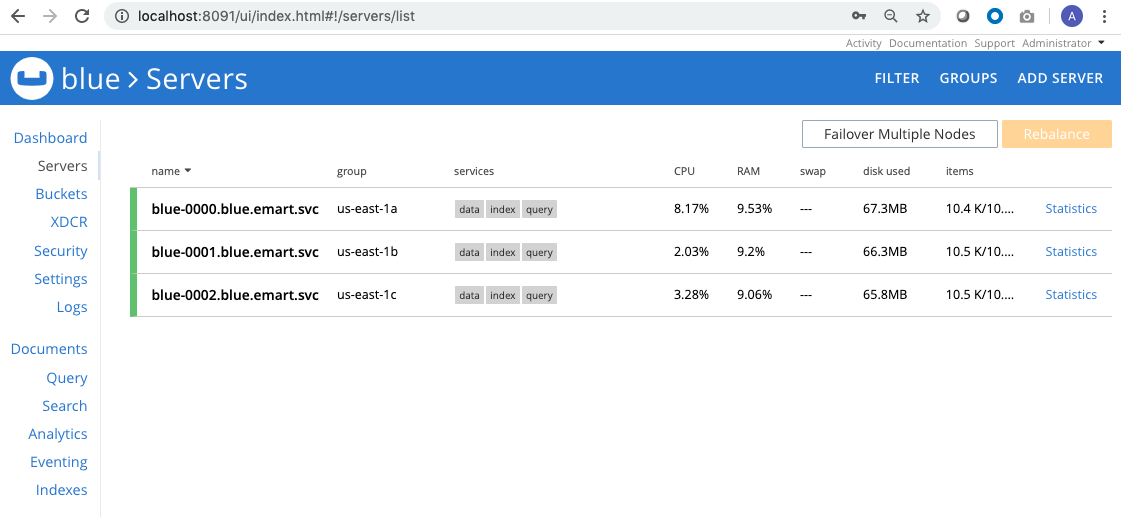 localhost:8091/ui/index.html#!/servers/list
A
Activity Documentation Support Administrator
blue > Servers
FILTER GROUPS ADD SERVER
Dashboard
Servers
Buckets
XDCR
Security
Settings
Logs
Documents
Query
Search
Analytics
Eventing
Indexes
Failover Multiple Nodes Rebalance
name group services CPU RAM swap disk used items
blue-0000.blue.emart.svc us-east-1a data index query 8.17% 9.53% --- 67.3MB 10.4 K/10.... Statistics
blue-0001.blue.emart.svc us-east-1b data index query 2.03% 9.2% --- 66.3MB 10.5 K/10.... Statistics
blue-0002.blue.emart.svc us-east-1c data index query 3.28% 9.06% --- 65.8MB 10.5 K/10.... Statistics